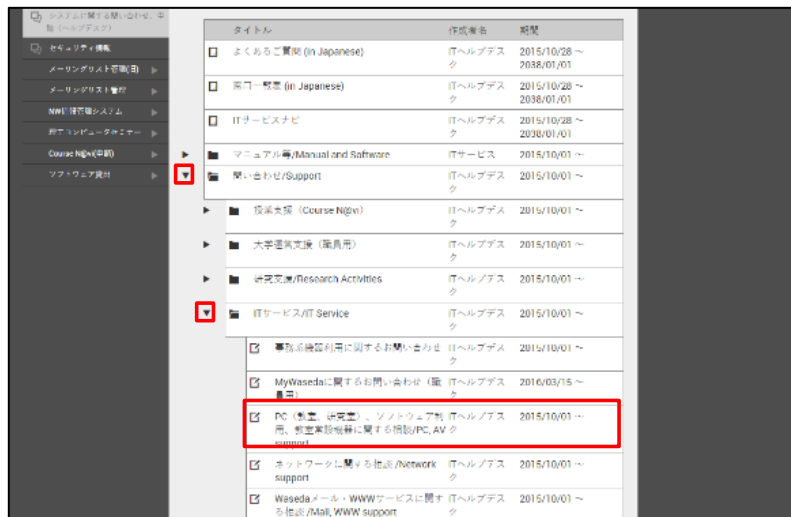 システムに関する問い合わせ、申
請（ヘルプデスク）
セキュリティ情報
メーリングリスト管理(旧)
メーリングリスト管理
NW管理システム
理工コンピュータセミナー
Course N@vi(申請)
ソフトウェア貸出
タイトル 作成者名 期間
よくあるご質問 (in Japanese) ITヘルプデス 2015/10/28 ～
ク 2038/01/01
窓口一覧表 (in Japanese) ITヘルプデス 2015/10/28 ～
ク 2038/01/01
ITサービスナビ ITヘルプデス 2015/10/28 ～
ク 2038/01/01
マニュアル等/Manual and Software ITサービス 2015/10/01 ～
問い合わせ/Support ITヘルプデス 2015/10/01 ～
ク
授業支援（Course N@vi） ITヘルプデス 2015/10/01 ～
ク
大学運営支援（職員用） ITヘルプデス 2015/10/01 ～
ク
研究支援/Research Activities ITヘルプデス 2015/10/01 ～
ク
ITサービス/IT Service ITヘルプデス 2015/10/01 ～
ク
事務系機器利用に関するお問い合わせ ITヘルプデス 2015/10/01 ～
ク
MyWasedaに関するお問い合わせ（職 ITヘルプデス 2016/03/15 ～
員用） ク
PC（教室、研究室）、ソフトウェア利 ITヘルプデス 2015/10/01 ～
用、教室常設機器に関する相談/PC, AV ク
support
ネットワークに関する相談/Network ITヘルプデス 2015/10/01 ～
support ク
Wasedaメール・WWWサービスに関す ITヘルプデス 2015/10/01 ～
る相談/Mail, WWW support ク